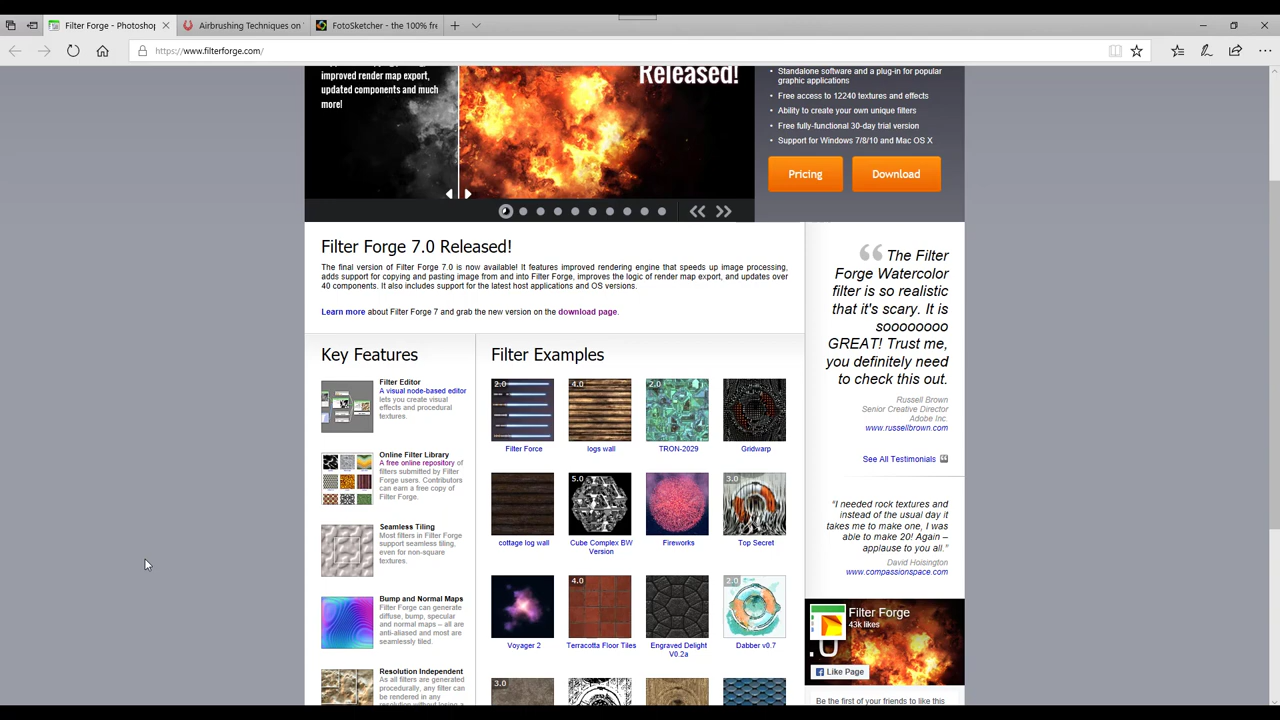 Filter Forge - Photoshop
Airbrushing Techniques on
FotoSketcher - the 100% fre
https://www.filterforge.com/
improved render map export,
updated components and much
more!
Released!
Standalone software and a plug-in for popular
graphic applications
Free access to 12240 textures and effects
Ability to create your own unique filters
Free fully-functional 30-day trial version
Support for Windows 7/8/10 and Mac OS X
Pricing
Download
Filter Forge 7.0 Released!
The final version of Filter Forge 7.0 is now available! It features improved rendering engine that speeds up image processing,
adds support for copying and pasting image from and into Filter Forge, improves the logic of render map export, and updates over
40 components. It also includes support for the latest host applications and OS versions.
Learn more about Filter Forge 7 and grab the new version on the download page.
Key Features
Filter Editor
A visual node-based editor
lets you create visual
effects and procedural
textures.
Online Filter Library
A free online repository of
filters submitted by Filter
Forge users. Contributors
can earn a free copy of
Filter Forge.
Seamless Tiling
Most filters in Filter Forge
support seamless tiling,
even for non-square
textures.
Bump and Normal Maps
Filter Forge can generate
diffuse, bump, specular
and normal maps – all are
anti-aliased and most are
seamlessly tiled.
Resolution Independent
As all filters are generated
procedurally, any filter can
be rendered in any
resolution without losing a
Filter Examples
2.0
4.0
2.0
Filter Force
logs wall
TRON-2029
Gridwarp
5.0
3.0
cottage log wall
Cube Complex BW
Version
Fireworks
Top Secret
4.0
2.0
Voyager 2
Terracotta Floor Tiles
Engraved Delight
V0.2a
Dabber v0.7
3.0
“ The Filter
Forge Watercolor
filter is so realistic
that it's scary. It is
soooooooo
GREAT! Trust me,
you definitely need
to check this out.
Russell Brown
Senior Creative Director
Adobe Inc.
www.russellbrown.com
See All Testimonials
“I needed rock textures and
instead of the usual day it
takes me to make one, I was
able to make 20! Again –
applause to you all.”
David Hoisington
www.compassionspace.com
Filter Forge
43k likes
.0
Like Page
Be the first of your friends to like this